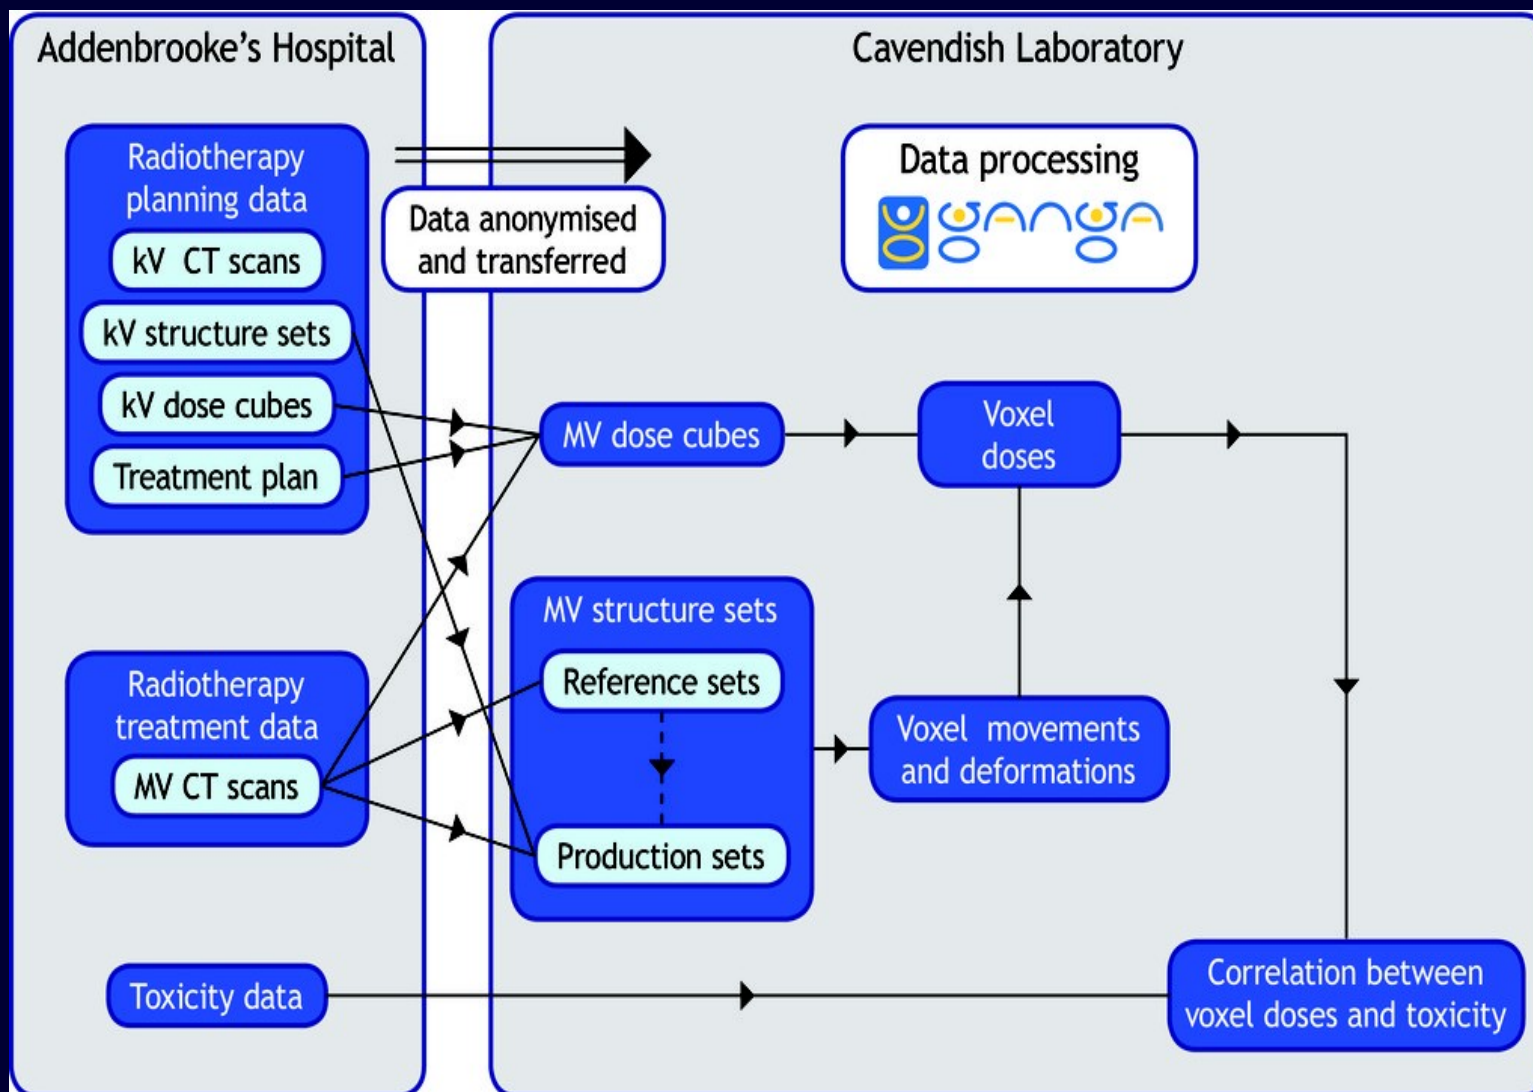 Addenbrooke's Hospital
Radiotherapy
planning data
kV CT scans
kV structure sets
kV dose cubes
Treatment plan
Radiotherapy
treatment data
MV CT scans
Toxicity data
Data anonymised
and transferred
Cavendish Laboratory
Data processing
ganga
MV dose cubes
Voxel
doses
MV structure sets
Reference sets
Production sets
Voxel movements
and deformations
Correlation between
voxel doses and toxicity